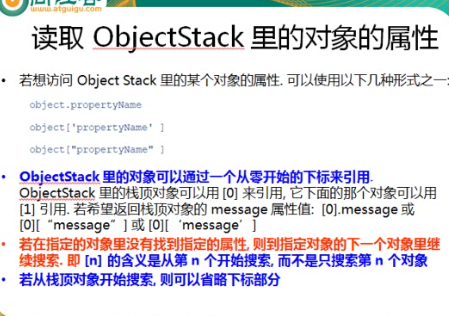 www.atguigu.com
读取 ObjectStack 里的对象的属性
• 若想访问 Object Stack 里的某个对象的属性. 可以使用以下几种形式之一
object.propertyName
object['propertyName' ]
object["propertyName" ]
• ObjectStack 里的对象可以通过一个从零开始的下标来引用.
ObjectStack 里的栈顶对象可以用 [0] 来引用, 它下面的那个对象可以用
[1] 引用. 若希望返回栈顶对象的 message 属性值: [0].message 或
[0][“message”] 或 [0][‘message’]
• 若在指定的对象里没有找到指定的属性, 则到指定对象的下一个对象里继
续搜索. 即 [n] 的含义是从第 n 个开始搜索, 而不是只搜索第 n 个对象
• 若从栈顶对象开始搜索, 则可以省略下标部分